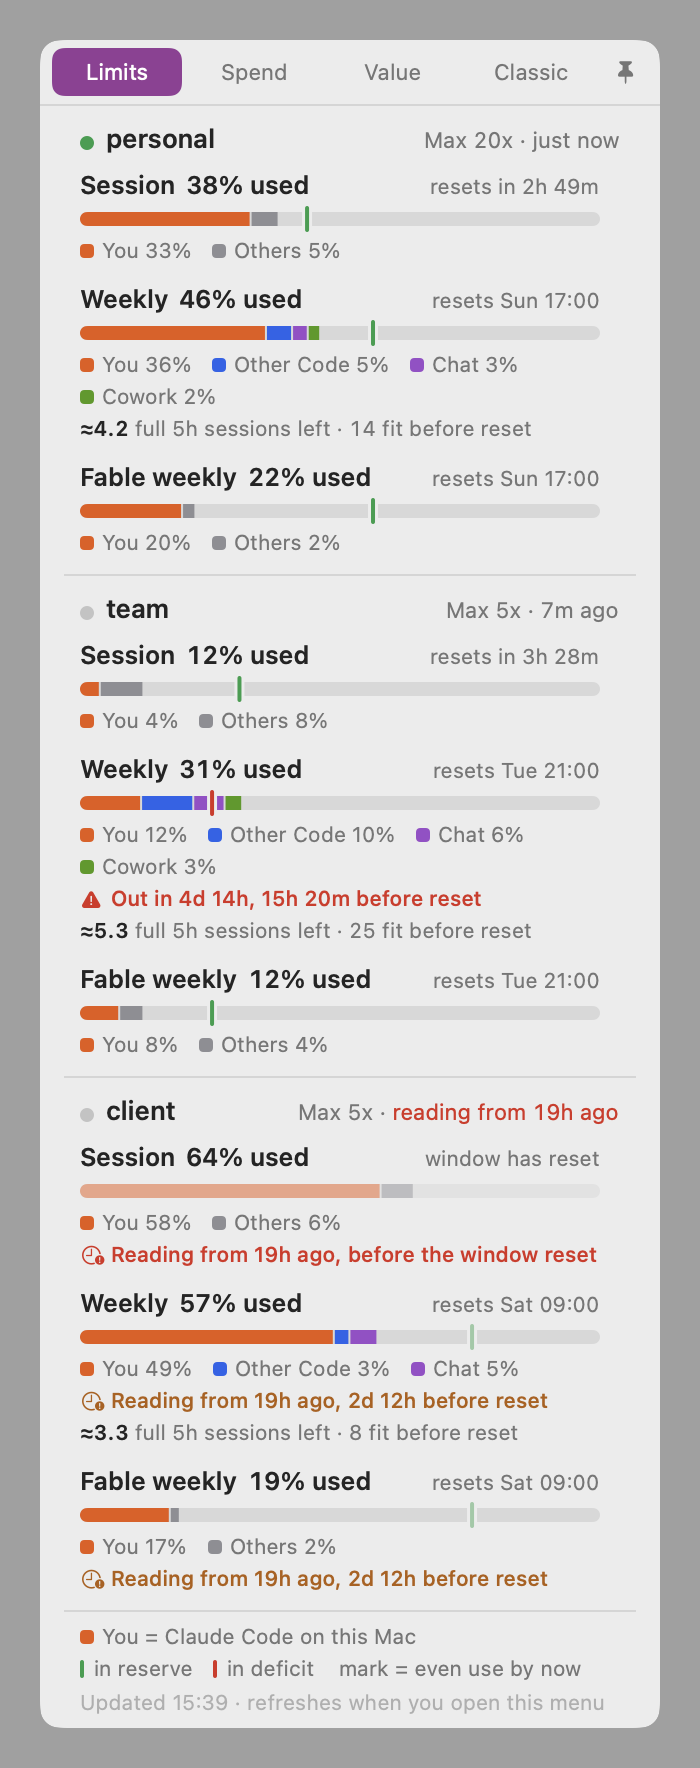 Limits Spend Value Classic
personal Max 20x · just now
Session 38% used resets in 2h 49m
You 33% Others 5%
Weekly 46% used resets Sun 17:00
You 36% Other Code 5% Chat 3%
Cowork 2%
≈4.2 full 5h sessions left · 14 fit before reset
Fable weekly 22% used resets Sun 17:00
You 20% Others 2%
team Max 5x · 7m ago
Session 12% used resets in 3h 28m
You 4% Others 8%
Weekly 31% used resets Tue 21:00
You 12% Other Code 10% Chat 6%
Cowork 3%
Out in 4d 14h, 15h 20m before reset
≈5.3 full 5h sessions left · 25 fit before reset
Fable weekly 12% used resets Tue 21:00
You 8% Others 4%
client Max 5x · reading from 19h ago
Session 64% used window has reset
You 58% Others 6%
Reading from 19h ago, before the window reset
Weekly 57% used resets Sat 09:00
You 49% Other Code 3% Chat 5%
Reading from 19h ago, 2d 12h before reset
≈3.3 full 5h sessions left · 8 fit before reset
Fable weekly 19% used resets Sat 09:00
You 17% Others 2%
Reading from 19h ago, 2d 12h before reset
You = Claude Code on this Mac
in reserve in deficit mark = even use by now
Updated 15:39 · refreshes when you open this menu